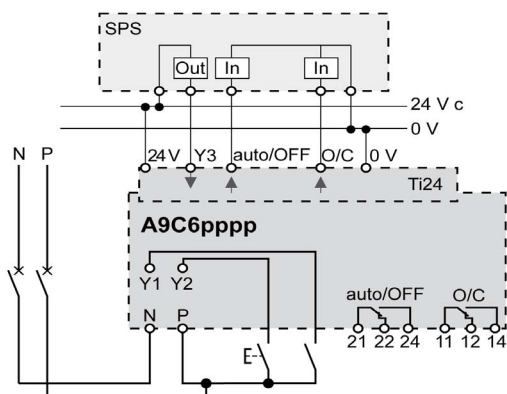 SPS
Out In In
24 V c
0 V
N P
24V Y3 auto/OFF O/C 0 V
Ti24
A9C6pppp
Y1 Y2
auto/OFF O/C
N P
21 22 24 11 12 14
E